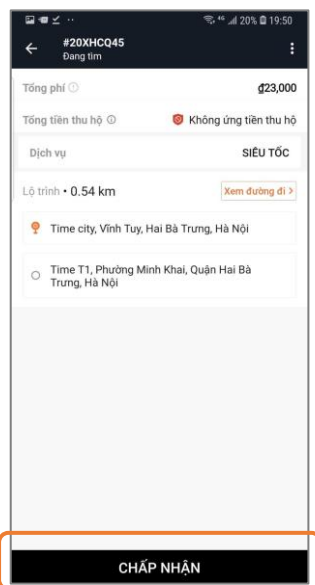 4G 20% 19:50
#20XHCQ45
Đang tìm
Tổng phí đ23,000
Tổng tiền thu hộ Không ứng tiền thu hộ
Dịch vụ SIÊU TỐC
Lộ trình • 0.54 km Xem đường đi >
Time city, Vĩnh Tuy, Hai Bà Trưng, Hà Nội
Time T1, Phường Minh Khai, Quận Hai Bà
Trưng, Hà Nội
CHẤP NHẬN